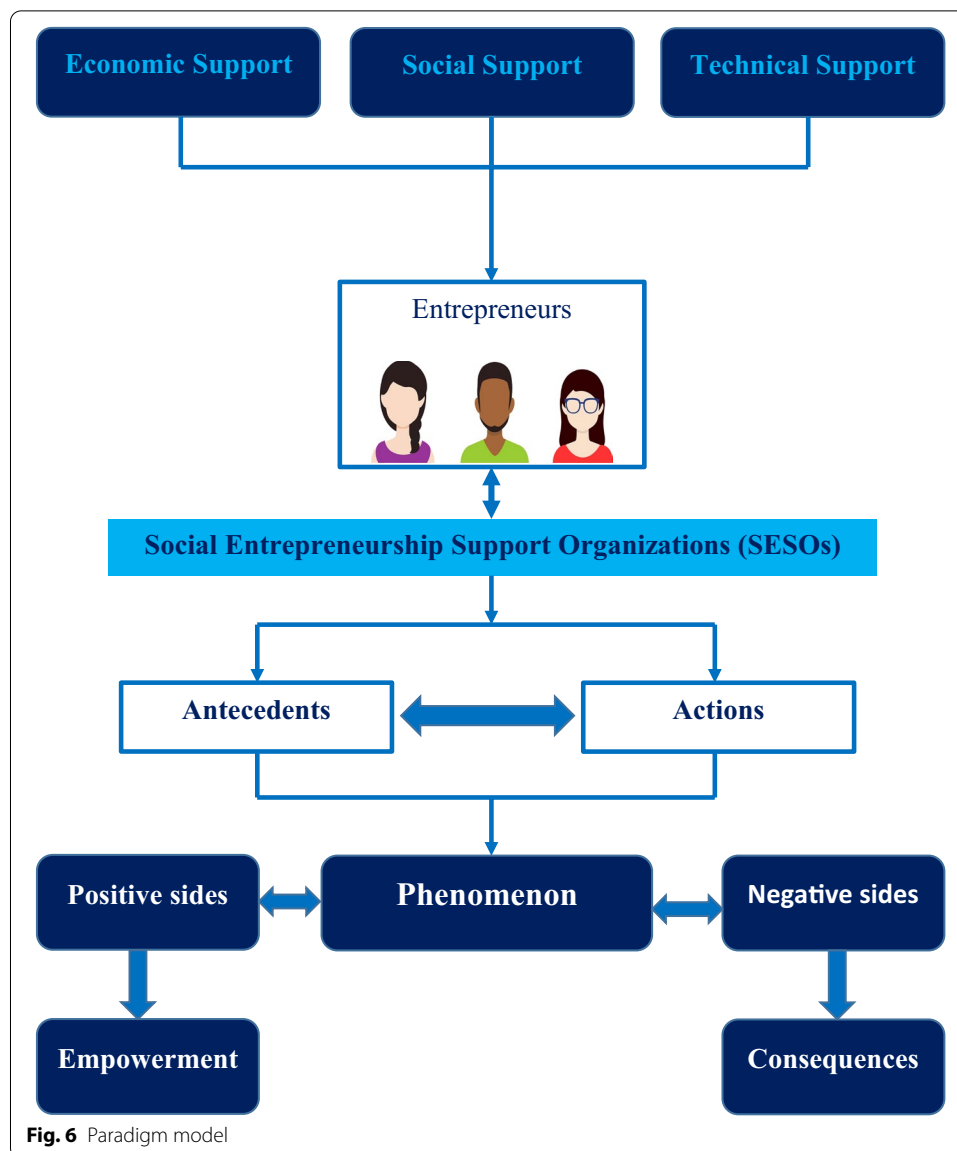 Economic Support
Social Support
Technical Support
Entrepreneurs
Social Entrepreneurship Support Organizations (SESOs)
Antecedents
Actions
Positive sides
Phenomenon
Negative sides
Empowerment
Consequences
Fig. 6 Paradigm model